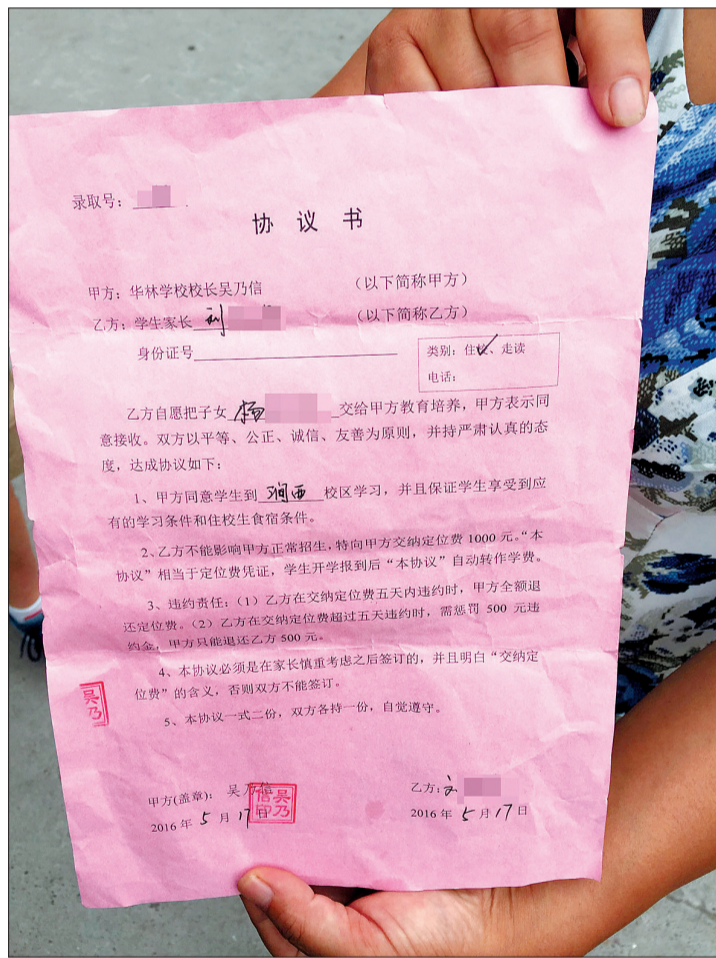 录取号：
协 议 书
甲方：华林学校校长吴乃信 （以下简称甲方）
乙方：学生家长 刘 （以下简称乙方）
身份证号
类别：住校、走读
电话：
乙方自愿把子女 杨 交给甲方教育培养，甲方表示同
意接收。双方以平等、公正、诚信、友善为原则，并持严肃认真的态
度，达成协议如下：
1、甲方同意学生到 涧西 校区学习，并且保证学生享受到应
有的学习条件和住校生食宿条件。
2、乙方不能影响甲方正常招生，特向甲方交纳定位费 1000 元。“本
协议”相当于定位费凭证，学生开学报到后“本协议”自动转作学费。
3、违约责任：（1）乙方在交纳定位费五天内违约时，甲方全额退
还定位费。（2）乙方在交纳定位费超过五天违约时，需惩罚 500 元违
约金，甲方只能退还乙方 500 元。
4、本协议必须是在家长慎重考虑之后签订的，并且明白“交纳定
位费”的含义，否则双方不能签订。
5、本协议一式二份，双方各持一份，自觉遵守。
吴乃
甲方(盖章)： 吴乃信
吴乃信印
2016 年 5 月 17 日
乙方：
2016 年 5 月 17 日